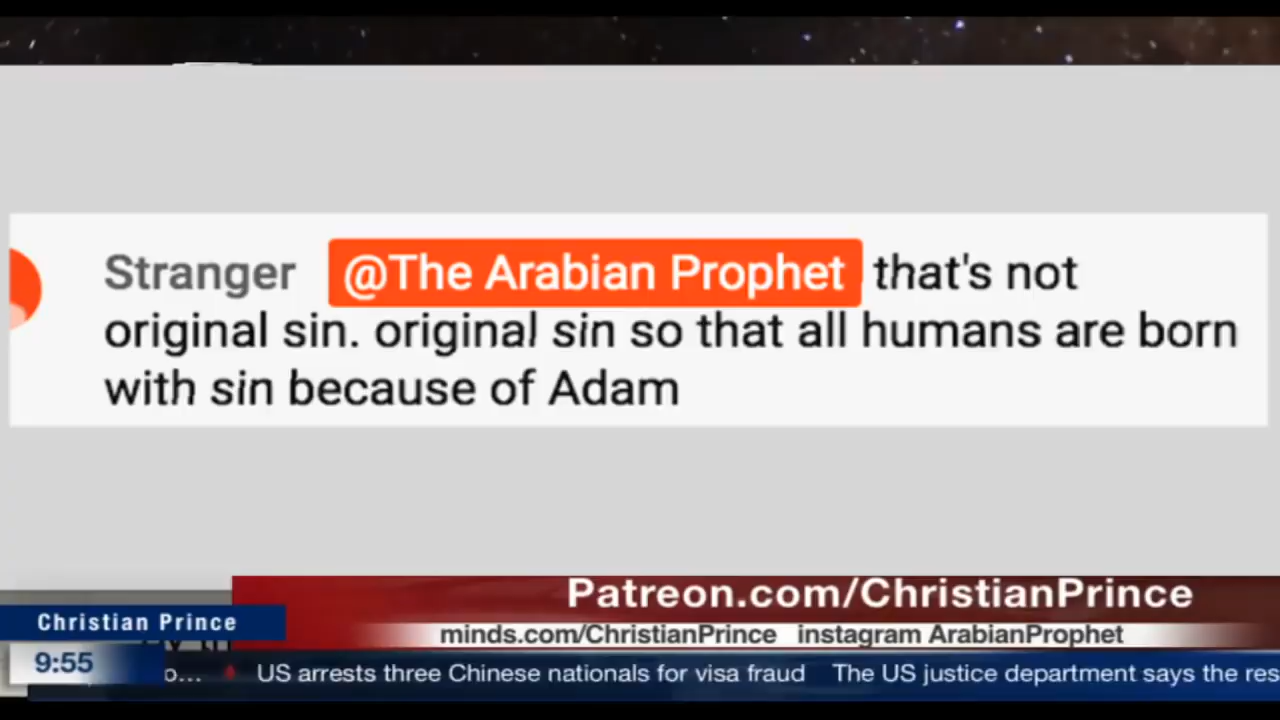 Stranger @The Arabian Prophet that's not
original sin. original sin so that all humans are born
with sin because of Adam
Patreon.com/ChristianPrince
Christian Prince
minds.com/ChristianPrince instagram ArabianProphet
9:55
o... US arrests three Chinese nationals for visa fraud The US justice department says the res